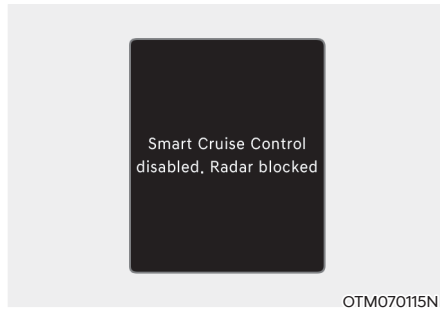 Smart Cruise Control
disabled. Radar blocked
OTM070115N